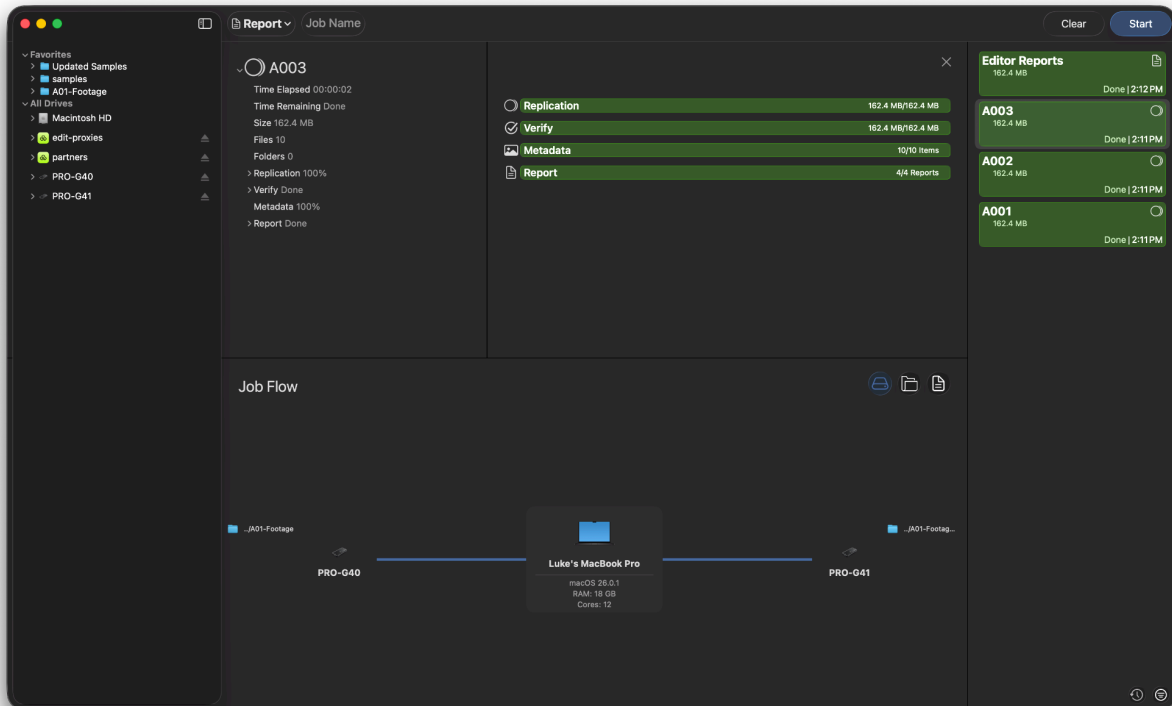 Report
Job Name
Clear
Start
Favorites
Updated Samples
samples
A01-Footage
All Drives
Macintosh HD
edit-proxies
partners
PRO-G40
PRO-G41
A003
Time Elapsed 00:00:02
Time Remaining Done
Size 162.4 MB
Files 10
Folders 0
Replication 100%
Verify Done
Metadata 100%
Report Done
Replication 162.4 MB/162.4 MB
Verify 162.4 MB/162.4 MB
Metadata 10/10 Items
Report 4/4 Reports
Editor Reports
162.4 MB
Done | 2:12 PM
A003
162.4 MB
Done | 2:11 PM
A002
162.4 MB
Done | 2:11 PM
A001
162.4 MB
Done | 2:11 PM
Job Flow
../A01-Footage
PRO-G40
Luke's MacBook Pro
macOS 26.0.1
RAM: 18 GB
Cores: 12
../A01-Footag...
PRO-G41